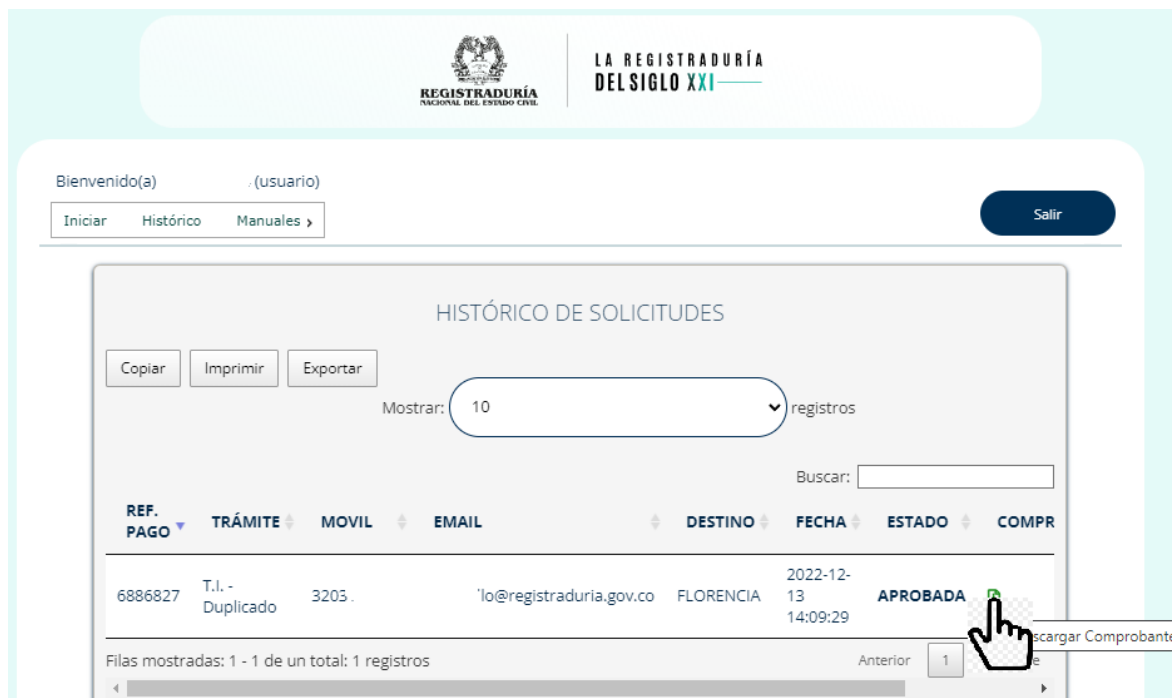 LA REGISTRADURÍA
DEL SIGLO XXI
REGISTRADURÍA
NACIONAL DEL ESTADO CIVIL
Bienvenido(a) (usuario)
Iniciar Histórico Manuales
Salir
HISTÓRICO DE SOLICITUDES
Copiar Imprimir Exportar
Mostrar: 10 registros
Buscar:
REF. PAGO TRÁMITE MOVIL EMAIL DESTINO FECHA ESTADO COMPR
6886827 T.I. - Duplicado 3203 lo@registraduria.gov.co FLORENCIA 2022-12-13 14:09:29 APROBADA
scargar Comprobante
Filas mostradas: 1 - 1 de un total: 1 registros
Anterior 1